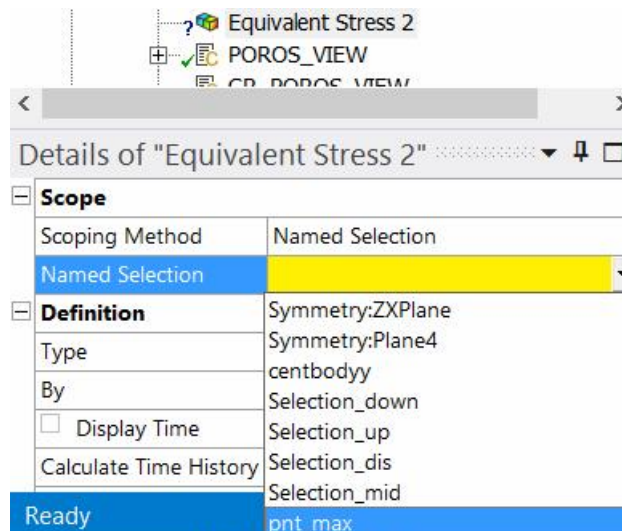 Equivalent Stress 2
POROS_VIEW
Details of "Equivalent Stress 2"
Scope
Scoping Method Named Selection
Named Selection
Definition
Symmetry:ZXPlane
Type
Symmetry:Plane4
By
centbodyy
Selection_down
Display Time
Selection_up
Calculate Time History
Selection_dis
Selection_mid
Ready
pnt_max